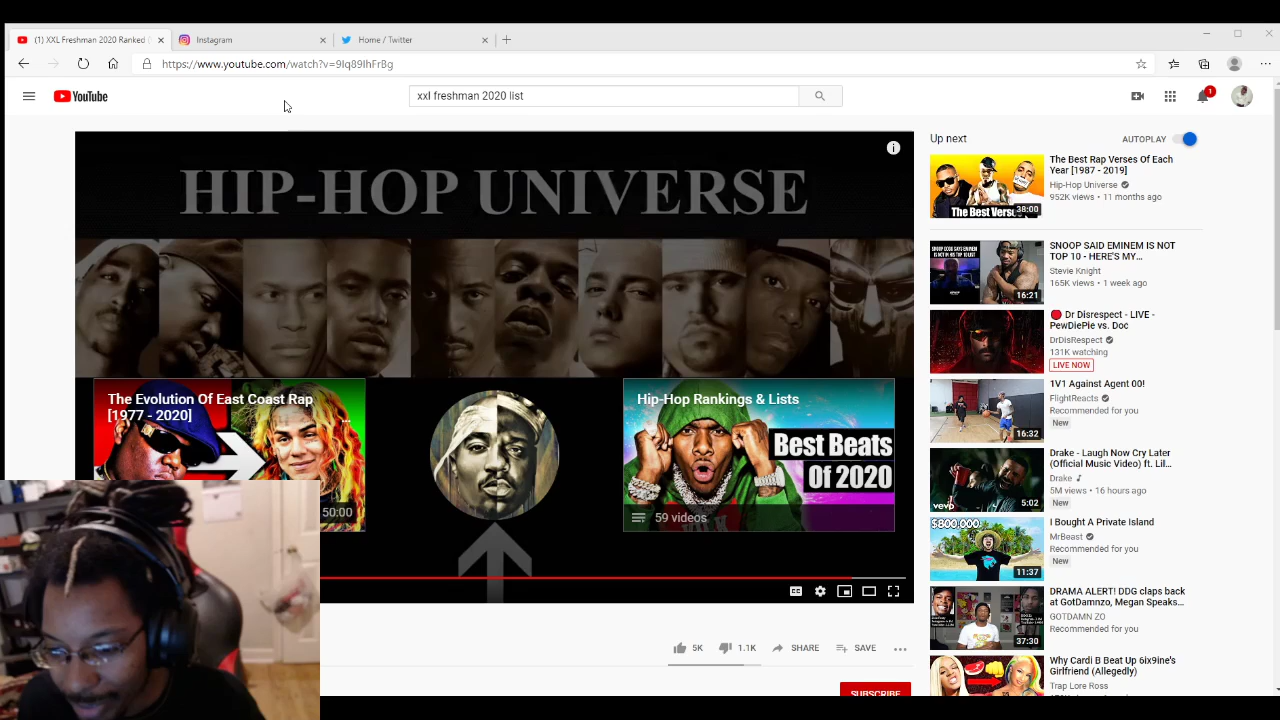 (1) XXL Freshman 2020 Ranked (
Instagram
Home / Twitter
https://www.youtube.com/watch?v=9Iq89IhFrBg
YouTube
xxl freshman 2020 list
1
HIP-HOP UNIVERSE
The Evolution Of East Coast Rap
[1977 - 2020]
50:00
Hip-Hop Rankings & Lists
Best Beats
Of 2020
59 videos
CC
5K
1.1K
SHARE
SAVE
SUBSCRIBE
Up next
AUTOPLAY
The Best Verses
38:00
The Best Rap Verses Of Each
Year [1987 - 2019]
Hip-Hop Universe
952K views • 11 months ago
16:21
SNOOP SAID EMINEM IS NOT
TOP 10 - HERE'S MY...
Stevie Knight
165K views • 1 week ago
Dr Disrespect - LIVE -
PewDiePie vs. Doc
DrDisRespect
131K watching
LIVE NOW
16:32
1V1 Against Agent 00!
FlightReacts
Recommended for you
New
vevo
5:02
Drake - Laugh Now Cry Later
(Official Music Video) ft. Lil...
Drake
5M views • 16 hours ago
New
$800,000
11:37
I Bought A Private Island
MrBeast
Recommended for you
New
37:30
DRAMA ALERT! DDG claps back
at GotDamnzo, Megan Speaks...
GOTDAMN ZO
Recommended for you
Why Cardi B Beat Up 6ix9ine's
Girlfriend (Allegedly)
Trap Lore Ross